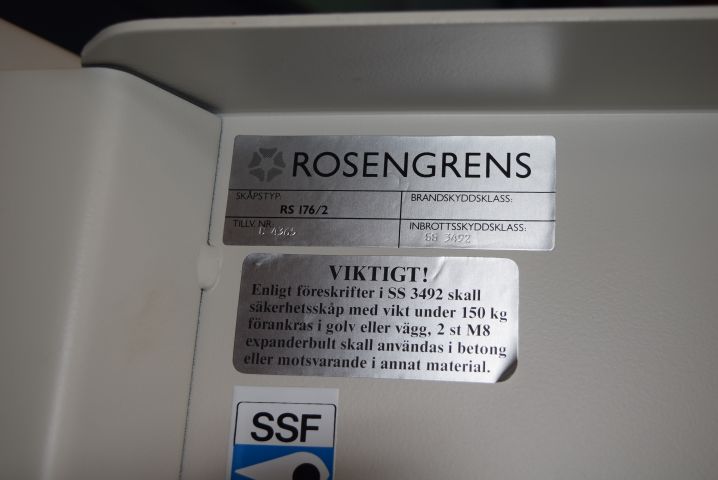 ROSENGRENS
SKÅPSTYP: BRANDSKYDDSKLASS:
RS 176/2
TILLV. NR: INBROTTSSKYDDSKLASS:
SS 3492
VIKTIGT!
Enligt föreskrifter i SS 3492 skall
säkerhetsskåp med vikt under 150 kg
förankras i golv eller vägg, 2 st M8
expanderbult skall användas i betong
eller motsvarande i annat material.
SSF